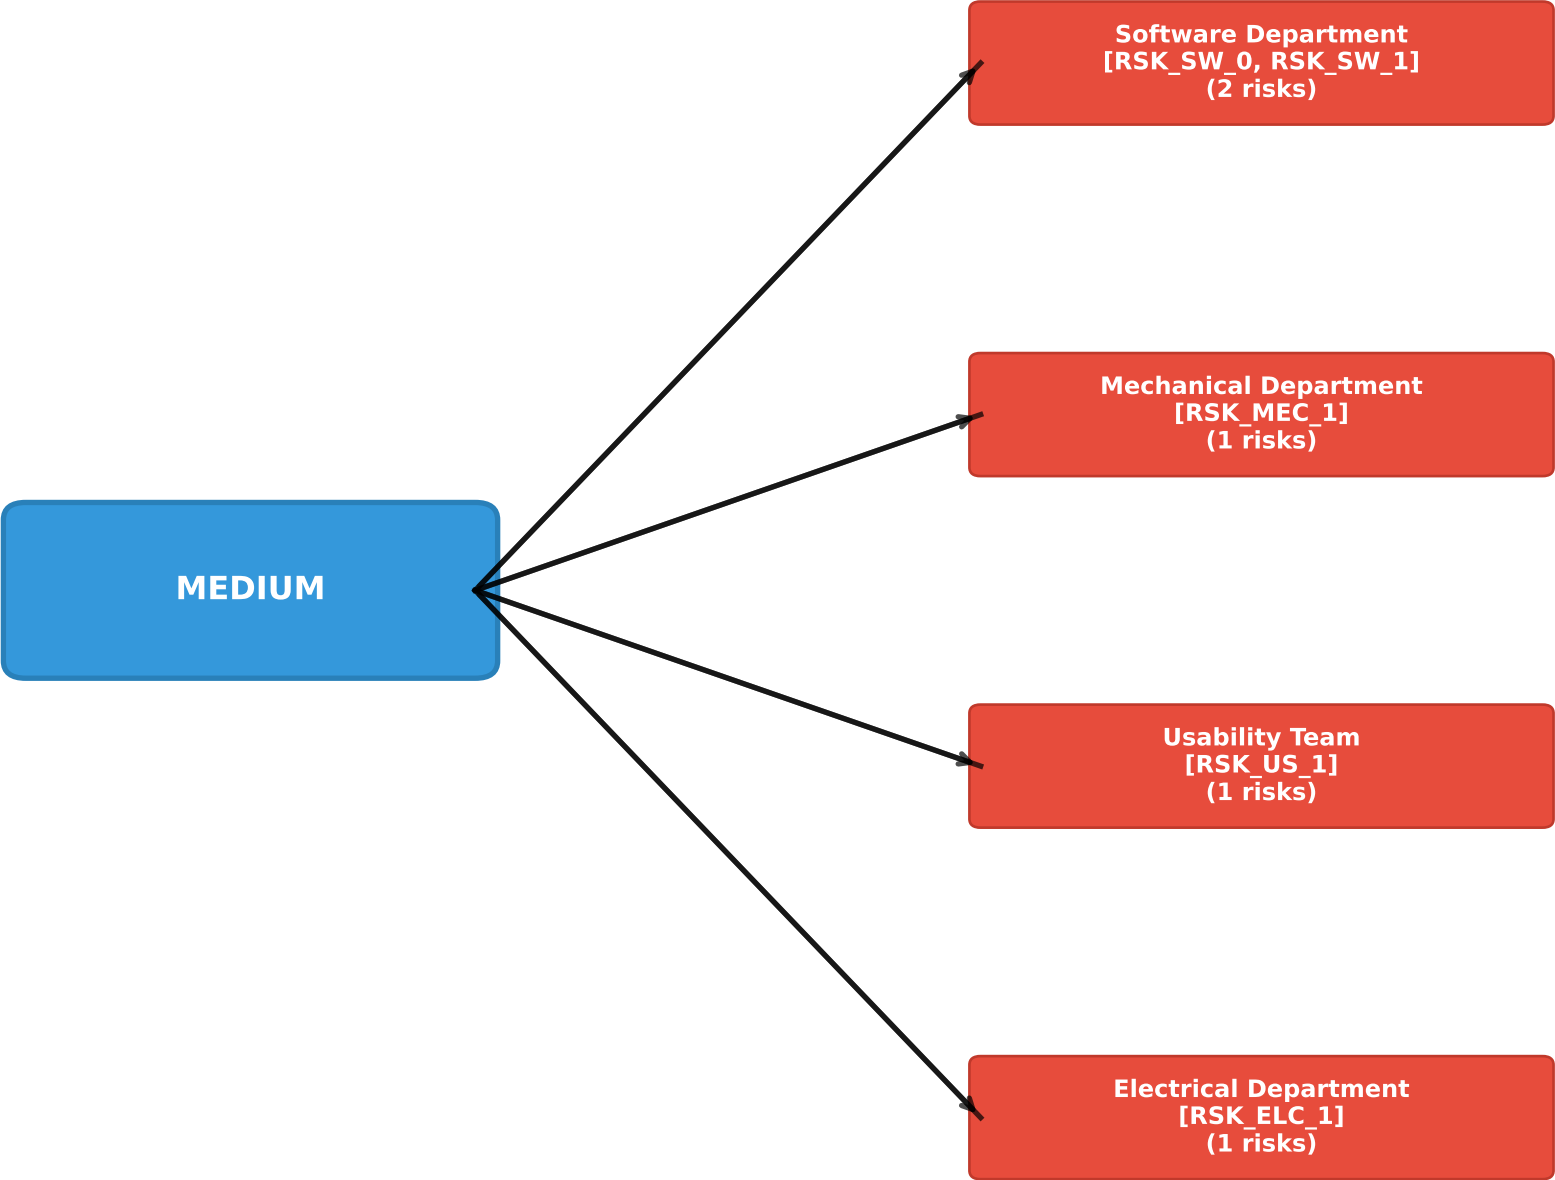 Software Department
[RSK_SW_0, RSK_SW_1]
(2 risks)
Mechanical Department
[RSK_MEC_1]
(1 risks)
MEDIUM
Usability Team
[RSK_US_1]
(1 risks)
Electrical Department
[RSK_ELC_1]
(1 risks)